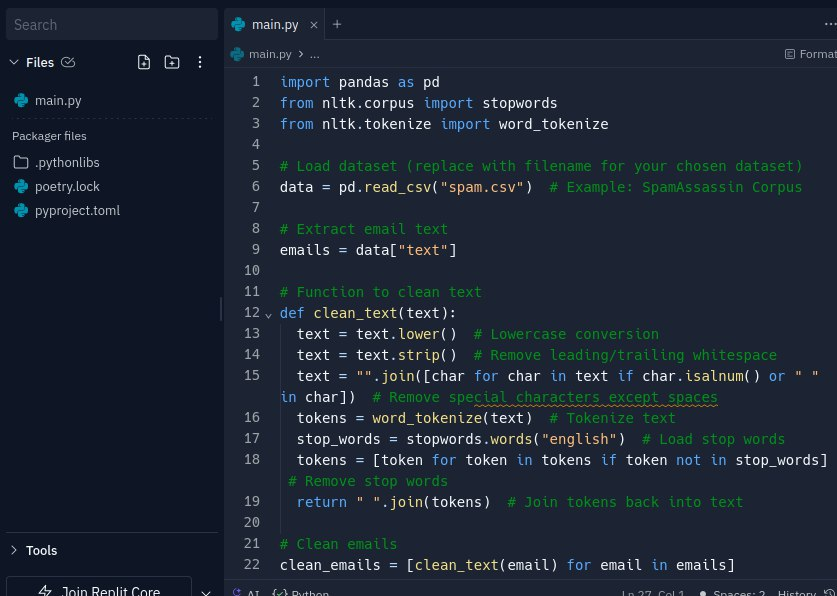 Search
Files
main.py
Packager files
.pythonlibs
poetry.lock
pyproject.toml
Tools
Join Replit Core
main.py × +
main.py > ...
Format
1 import pandas as pd
2 from nltk.corpus import stopwords
3 from nltk.tokenize import word_tokenize
4
5 # Load dataset (replace with filename for your chosen dataset)
6 data = pd.read_csv("spam.csv")  # Example: SpamAssassin Corpus
7
8 # Extract email text
9 emails = data["text"]
10
11 # Function to clean text
12 def clean_text(text):
13   text = text.lower()  # Lowercase conversion
14   text = text.strip()  # Remove leading/trailing whitespace
15   text = "".join([char for char in text if char.isalnum() or " "
in char])  # Remove special characters except spaces
16   tokens = word_tokenize(text)  # Tokenize text
17   stop_words = stopwords.words("english")  # Load stop words
18   tokens = [token for token in tokens if token not in stop_words]
# Remove stop words
19   return " ".join(tokens)  # Join tokens back into text
20
21 # Clean emails
22 clean_emails = [clean_text(email) for email in emails]
AI {} Python Ln 27, Col 1 Spaces: 2 History